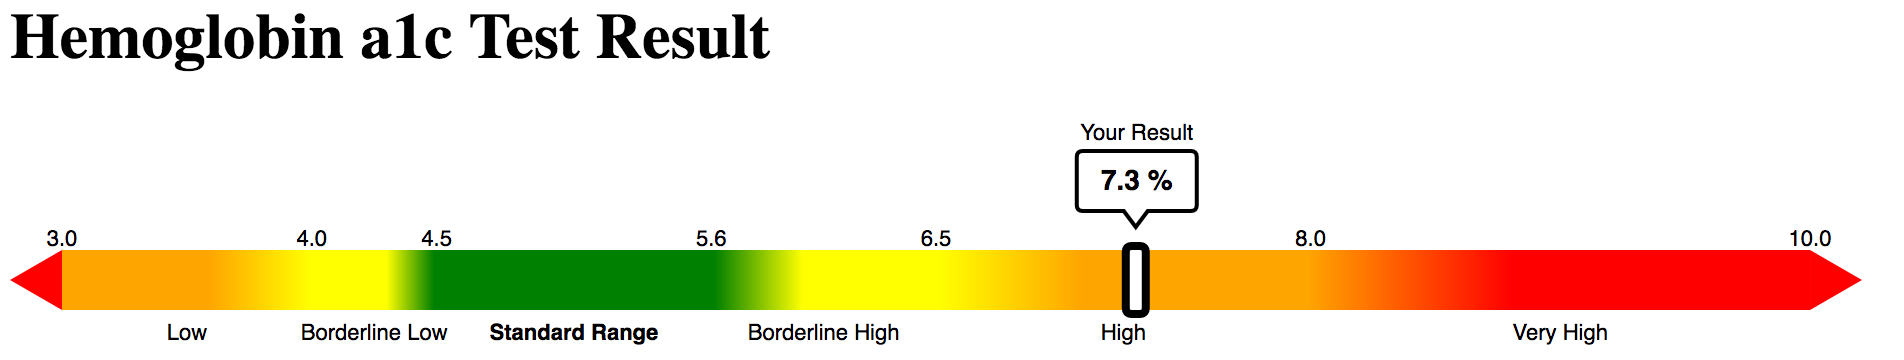 Hemoglobin a1c Test Result
Your Result
7.3 %
3.0 4.0 4.5 5.6 6.5 8.0 10.0
Low Borderline Low Standard Range Borderline High High Very High